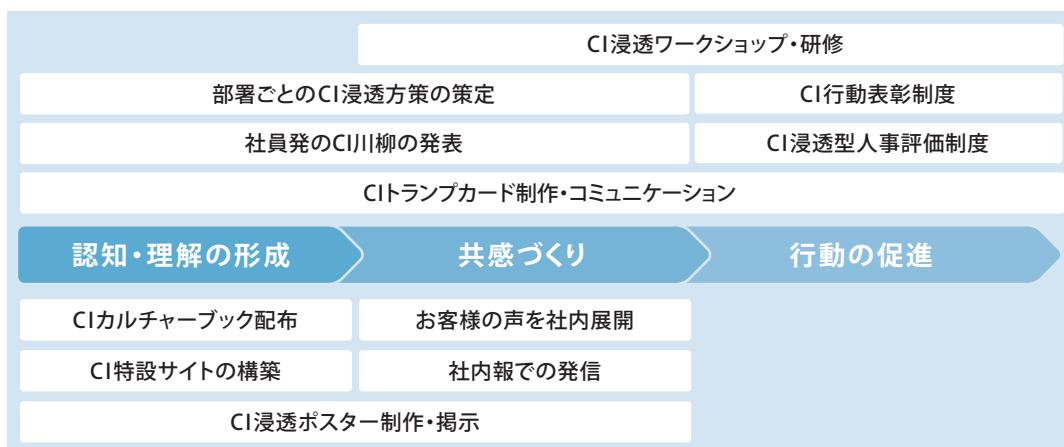 CI浸透ワークショップ・研修
部署ごとのCI浸透方策の策定
CI行動表彰制度
社員発のCI川柳の発表
CI浸透型人事評価制度
CIトランプカード制作・コミュニケーション
認知・理解の形成
共感づくり
行動の促進
CIカルチャーブック配布
お客様の声を社内展開
CI特設サイトの構築
社内報での発信
CI浸透ポスター制作・掲示